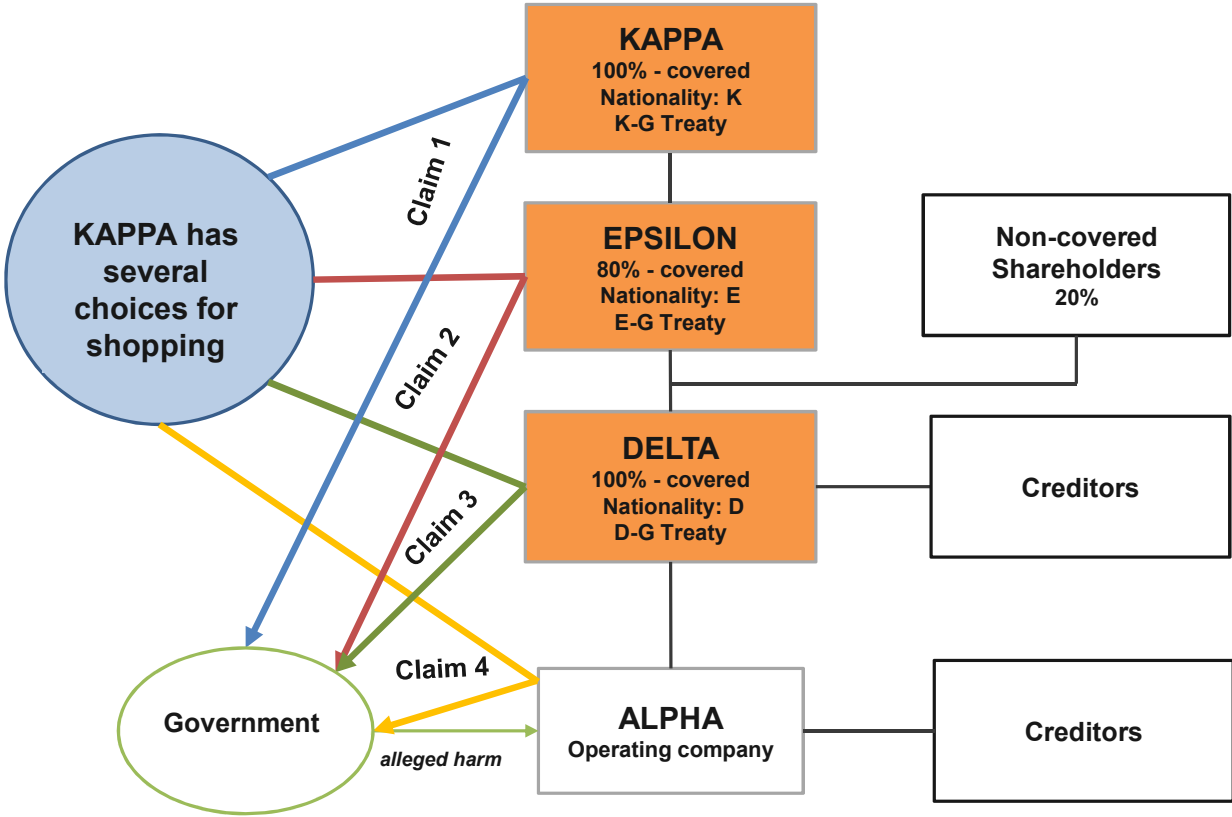 KAPPA
100% - covered
Nationality: K
K-G Treaty
Claim 1
KAPPA has
several
choices for
shopping
EPSILON
80% - covered
Nationality: E
E-G Treaty
Non-covered
Shareholders
20%
Claim 2
DELTA
100% - covered
Nationality: D
D-G Treaty
Creditors
Claim 3
Claim 4
Government
alleged harm
ALPHA
Operating company
Creditors